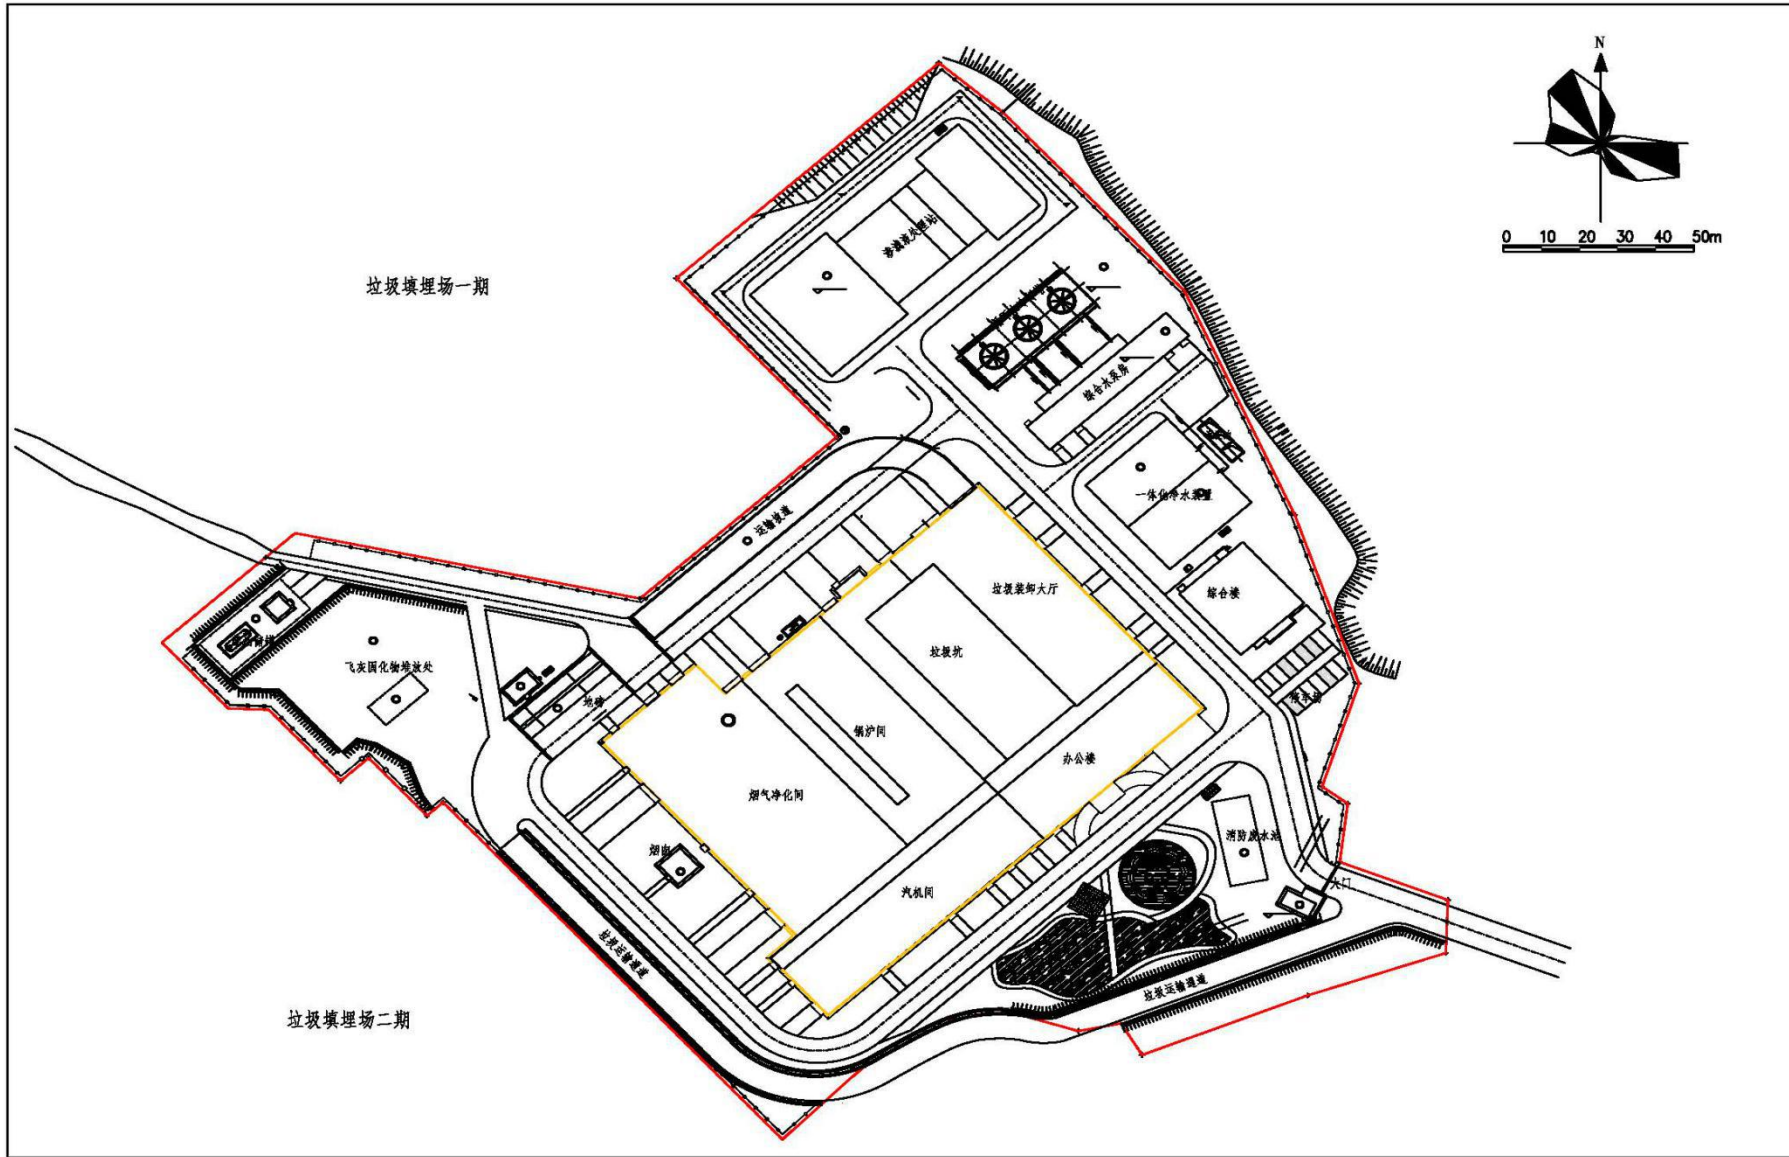 N
0 10 20 30 40 50m
渗滤液处理站
垃圾填埋场一期
综合水泵房
一体化净水装置
运输坡道
垃圾装卸大厅
综合楼
垃圾坑
飞灰固化物堆放处
地磅
停车场
锅炉间
办公楼
烟气净化间
消防废水池
烟囱
大门
汽机间
垃圾运输通道
垃圾运输通道
垃圾填埋场二期